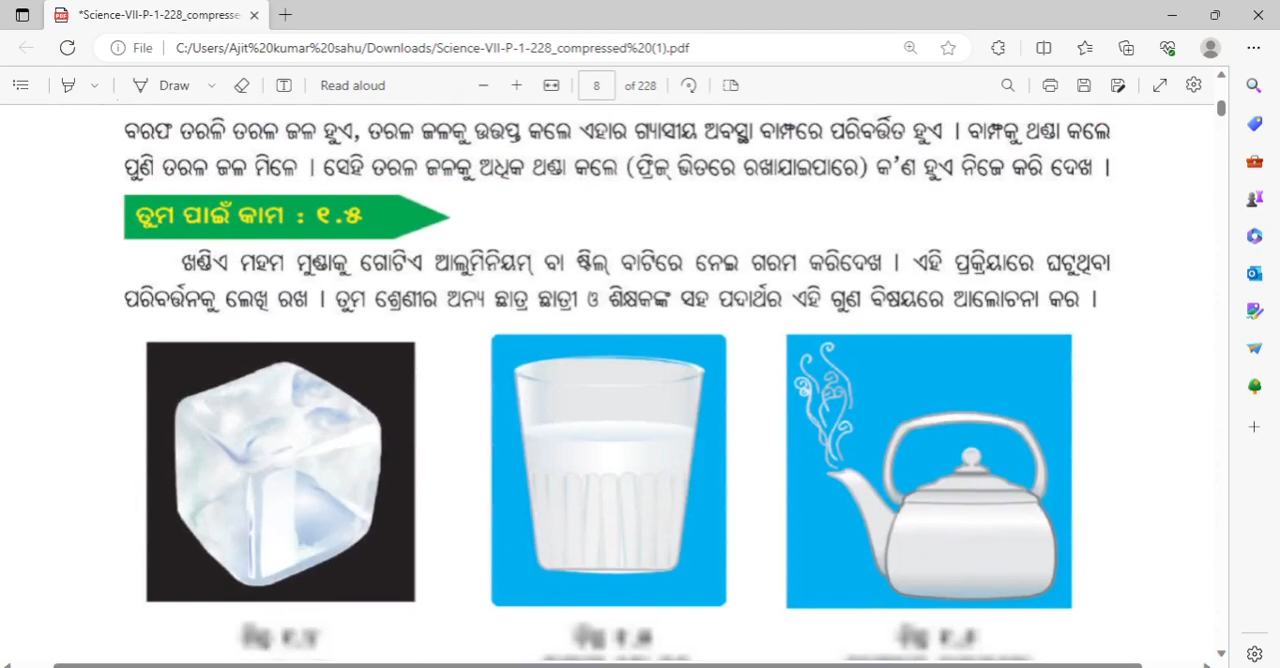 *Science-VII-P-1-228_compresse
File
C:/Users/Ajit%20kumar%20sahu/Downloads/Science-VII-P-1-228_compressed%20(1).pdf
Draw
Read aloud
8
of 228
ବରଫ ତରଳି ତରଳ ଜଳ ହୁଏ, ତରଳ ଜଳକୁ ଉତ୍ତପ୍ତ କଲେ ଏହାର ଗ୍ୟାସୀୟ ଅବସ୍ଥା ବାଷ୍ପରେ ପରିବର୍ତ୍ତିତ ହୁଏ । ବାଷ୍ପକୁ ଥଣ୍ଡା କଲେ
ପୁଣି ତରଳ ଜଳ ମିଳେ । ସେହି ତରଳ ଜଳକୁ ଅଧିକ ଥଣ୍ଡା କଲେ (ଫ୍ରିଜ୍ ଭିତରେ ରଖାଯାଇପାରେ) କ'ଣ ହୁଏ ନିଜେ କରି ଦେଖ ।
ତୁମ ପାଇଁ କାମ : ୧.୫
ଖଣ୍ଡିଏ ମହମ ମୁଣ୍ଡାକୁ ଗୋଟିଏ ଆଲୁମିନିୟମ୍ ବା ଷ୍ଟିଲ୍ ବାଟିରେ ନେଇ ଗରମ କରିଦେଖ । ଏହି ପ୍ରକ୍ରିୟାରେ ଘଟୁଥିବା
ପରିବର୍ତ୍ତନକୁ ଲେଖି ରଖ । ତୁମ ଶ୍ରେଣୀର ଅନ୍ୟ ଛାତ୍ର ଛାତ୍ରୀ ଓ ଶିକ୍ଷକଙ୍କ ସହ ପଦାର୍ଥର ଏହି ଗୁଣ ବିଷୟରେ ଆଲୋଚନା କର ।